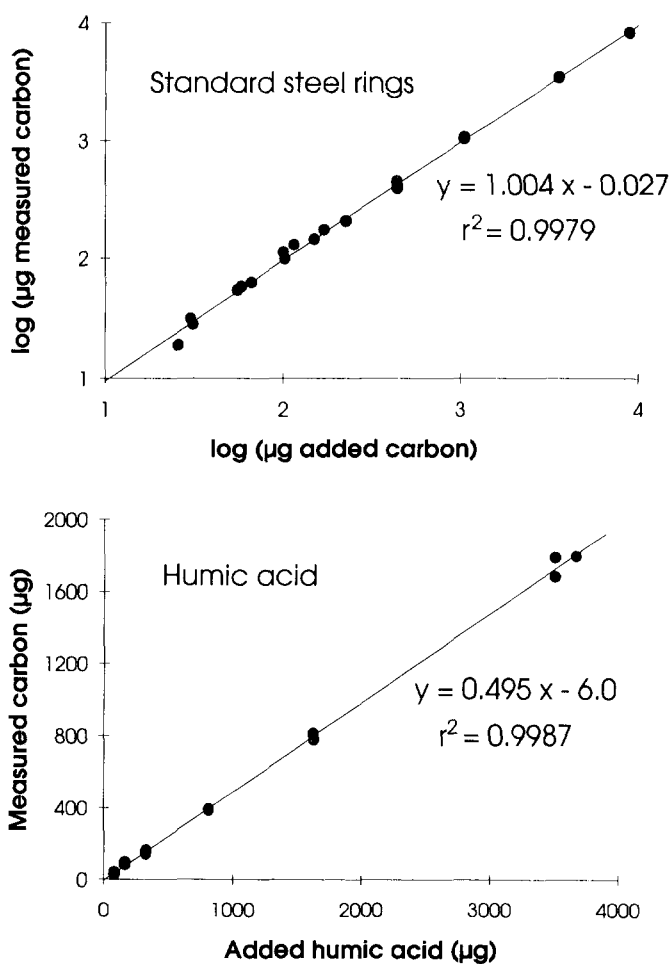 4
Standard steel rings
3
y = 1.004 x - 0.027
r² = 0.9979
2
1
1 2 3 4
log (µg measured carbon)
log (µg added carbon)
2000
Humic acid
1600
1200
y = 0.495 x - 6.0
r² = 0.9987
800
400
0
0 1000 2000 3000 4000
Measured carbon (µg)
Added humic acid (µg)